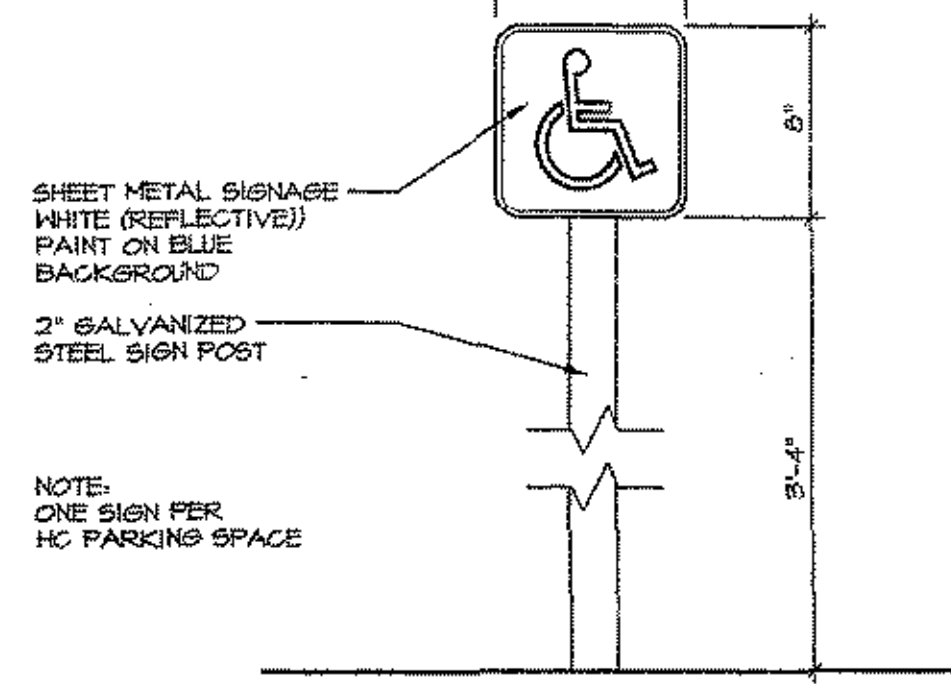 8"
SHEET METAL SIGNAGE
WHITE (REFLECTIVE))
PAINT ON BLUE
BACKGROUND
2" GALVANIZED
STEEL SIGN POST
3'-4"
NOTE:
ONE SIGN PER
HC PARKING SPACE